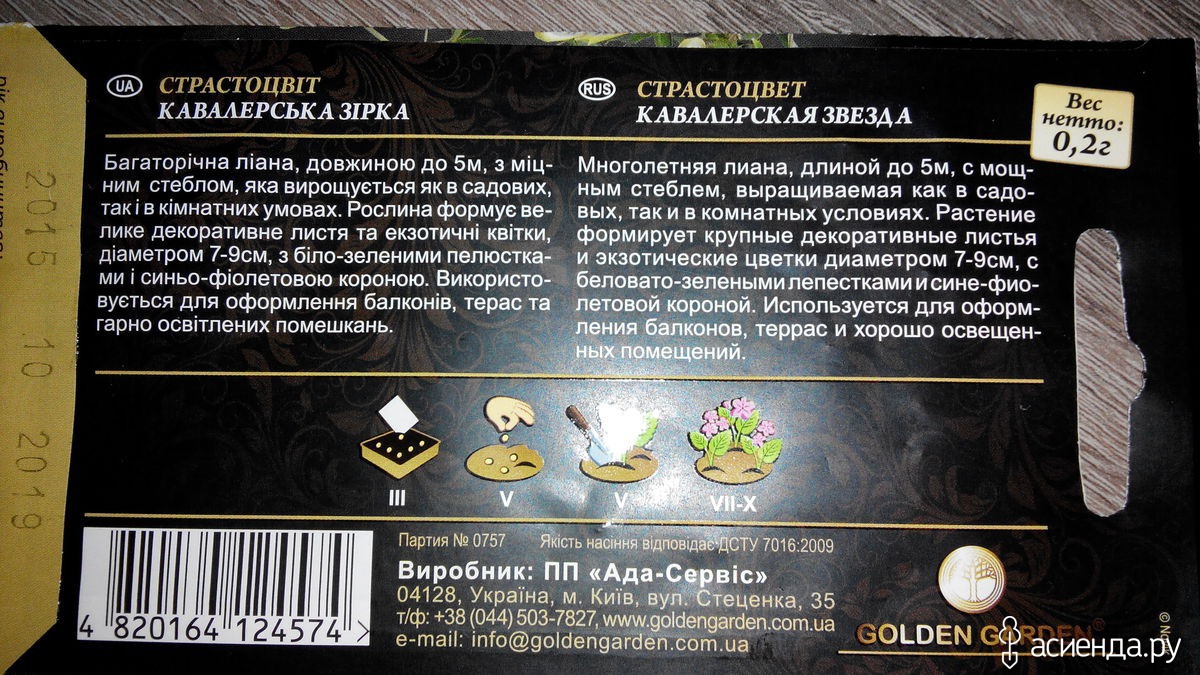 UA СТРАСТОЦВІТ
КАВАЛЕРСЬКА ЗІРКА
Багаторічна ліана, довжиною до 5м, з міц-
ним стеблом, яка вирощується як в садових,
так і в кімнатних умовах. Рослина формує ве-
лике декоративне листя та екзотичні квітки,
діаметром 7-9см, з біло-зеленими пелюстка-
ми і синьо-фіолетовою короною. Використо-
вується для оформлення балконів, терас та
гарно освітлених помешкань.
RUS СТРАСТОЦВЕТ
КАВАЛЕРСКАЯ ЗВЕЗДА
Многолетняя лиана, длиной до 5м, с мощ-
ным стеблем, выращиваемая как в садо-
вых, так и в комнатных условиях. Растение
формирует крупные декоративные листья
и экзотические цветки диаметром 7-9см, с
беловато-зелеными лепестками и сине-фио-
летовой короной. Используется для оформ-
ления балконов, террас и хорошо освещен-
ных помещений.
Вес
нетто:
0,2г
III V V VII-X
2015 10 2019
Партия № 0757 Якість насіння відповідає ДСТУ 7016:2009
Виробник: ПП «Ада-Сервіс»
04128, Україна, м. Київ, вул. Стеценка, 35
т/ф: +38 (044) 503-7827, www.goldengarden.com.ua
e-mail: info@goldengarden.com.ua
4 820164 124574 >
GOLDEN GARDEN®
асиенда.ру